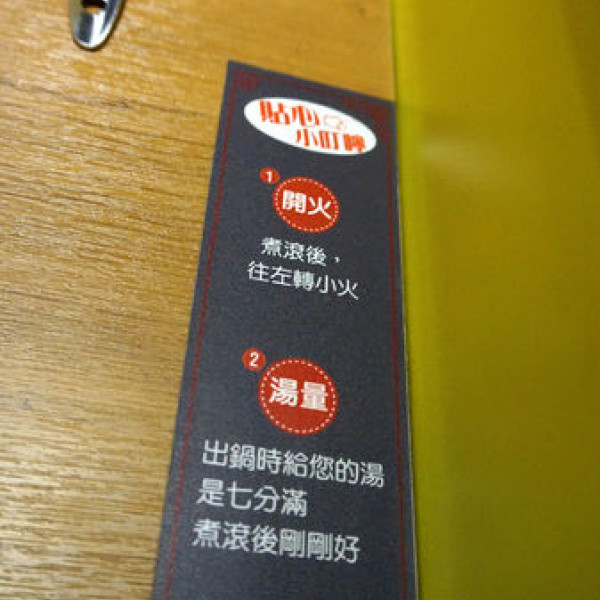 貼心
小叮嚀
1
開火
煮滾後，
往左轉小火
2
湯量
出鍋時給您的湯
是七分滿
煮滾後剛剛好